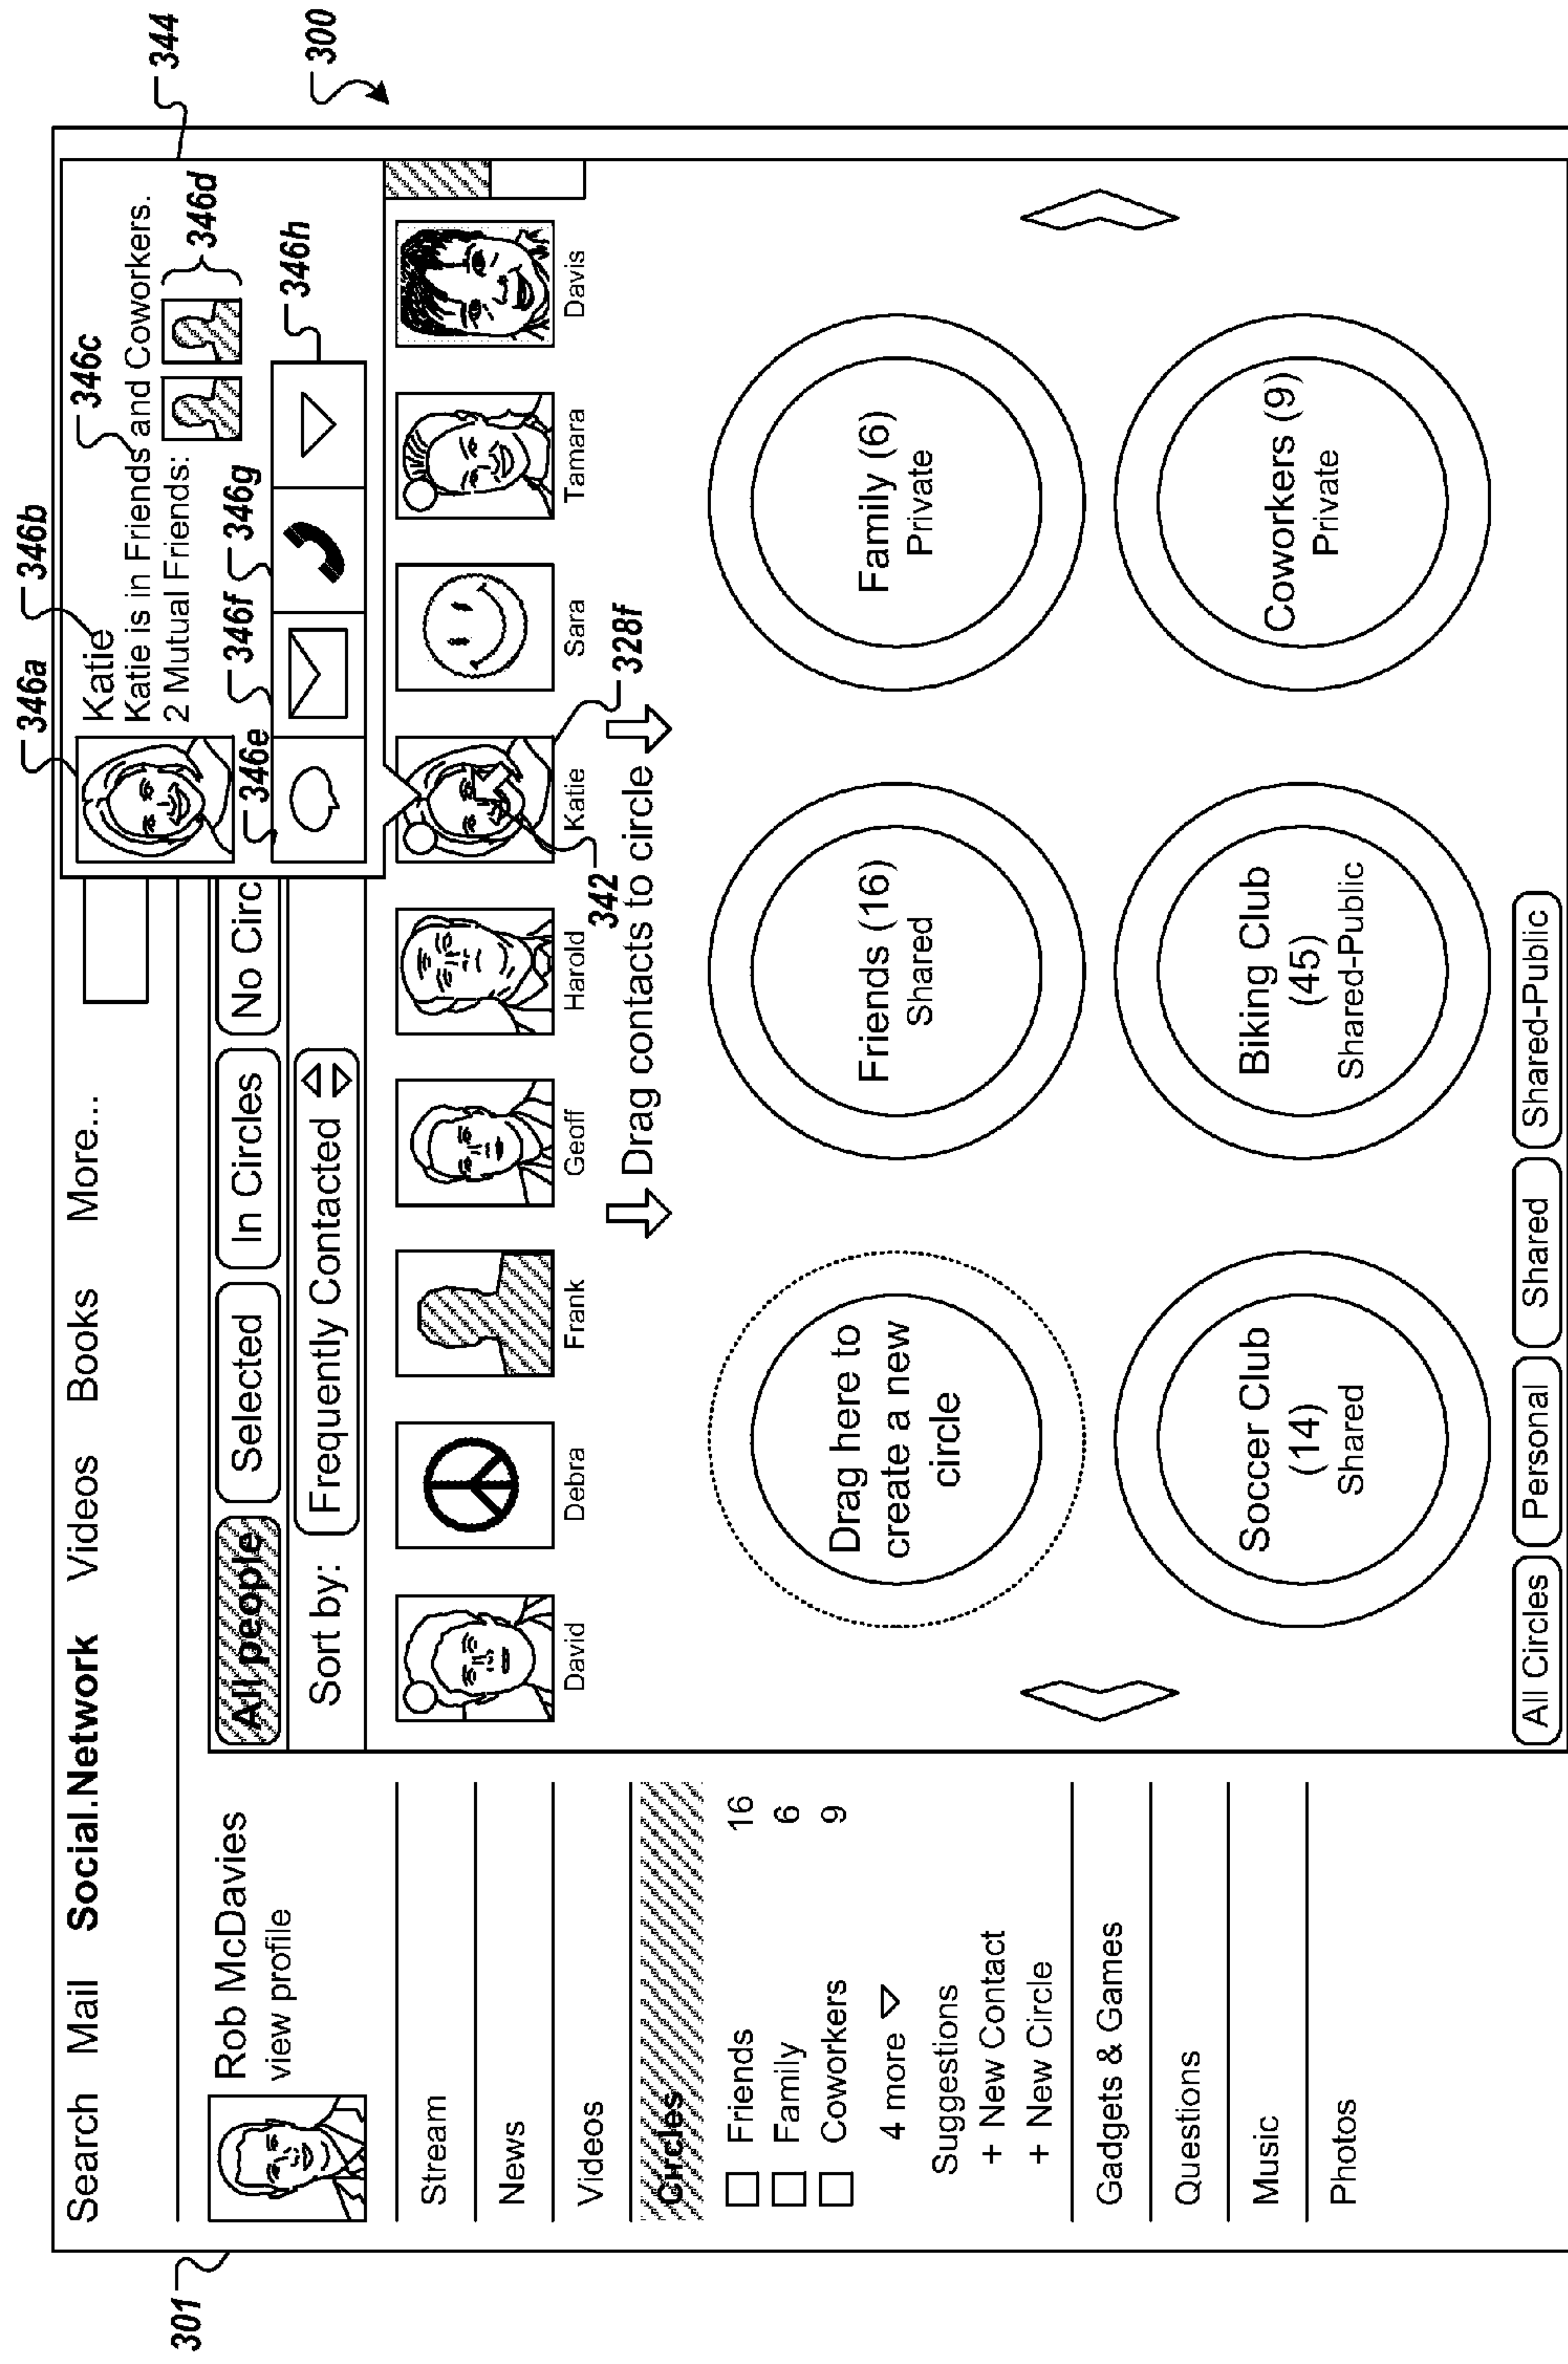 301
300
344
Search Mail Social.Network Videos Books More...
346a
346b
346c
346d
Katie
Katie is in Friends and Coworkers.
2 Mutual Friends:
346e
346f
346g
346h
Rob McDavies
view profile
All people Selected In Circles No Circ
Sort by: Frequently Contacted
David Debra Frank Geoff Harold Katie Sara Tamara Davis
342
328f
Drag contacts to circle
Stream
News
Videos
Circles
Friends 16
Family 6
Coworkers 9
4 more
Suggestions
+ New Contact
+ New Circle
Gadgets & Games
Questions
Music
Photos
Drag here to
create a new
circle
Friends (16)
Shared
Family (6)
Private
Soccer Club
(14)
Shared
Biking Club
(45)
Shared-Public
Coworkers (9)
Private
All Circles Personal Shared Shared-Public